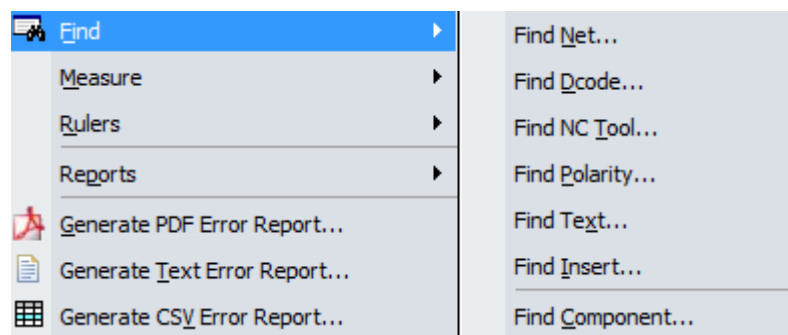 Find
Measure
Rulers
Reports
Generate PDF Error Report...
Generate Text Error Report...
Generate CSV Error Report...
Find Net...
Find Dcode...
Find NC Tool...
Find Polarity...
Find Text...
Find Insert...
Find Component...